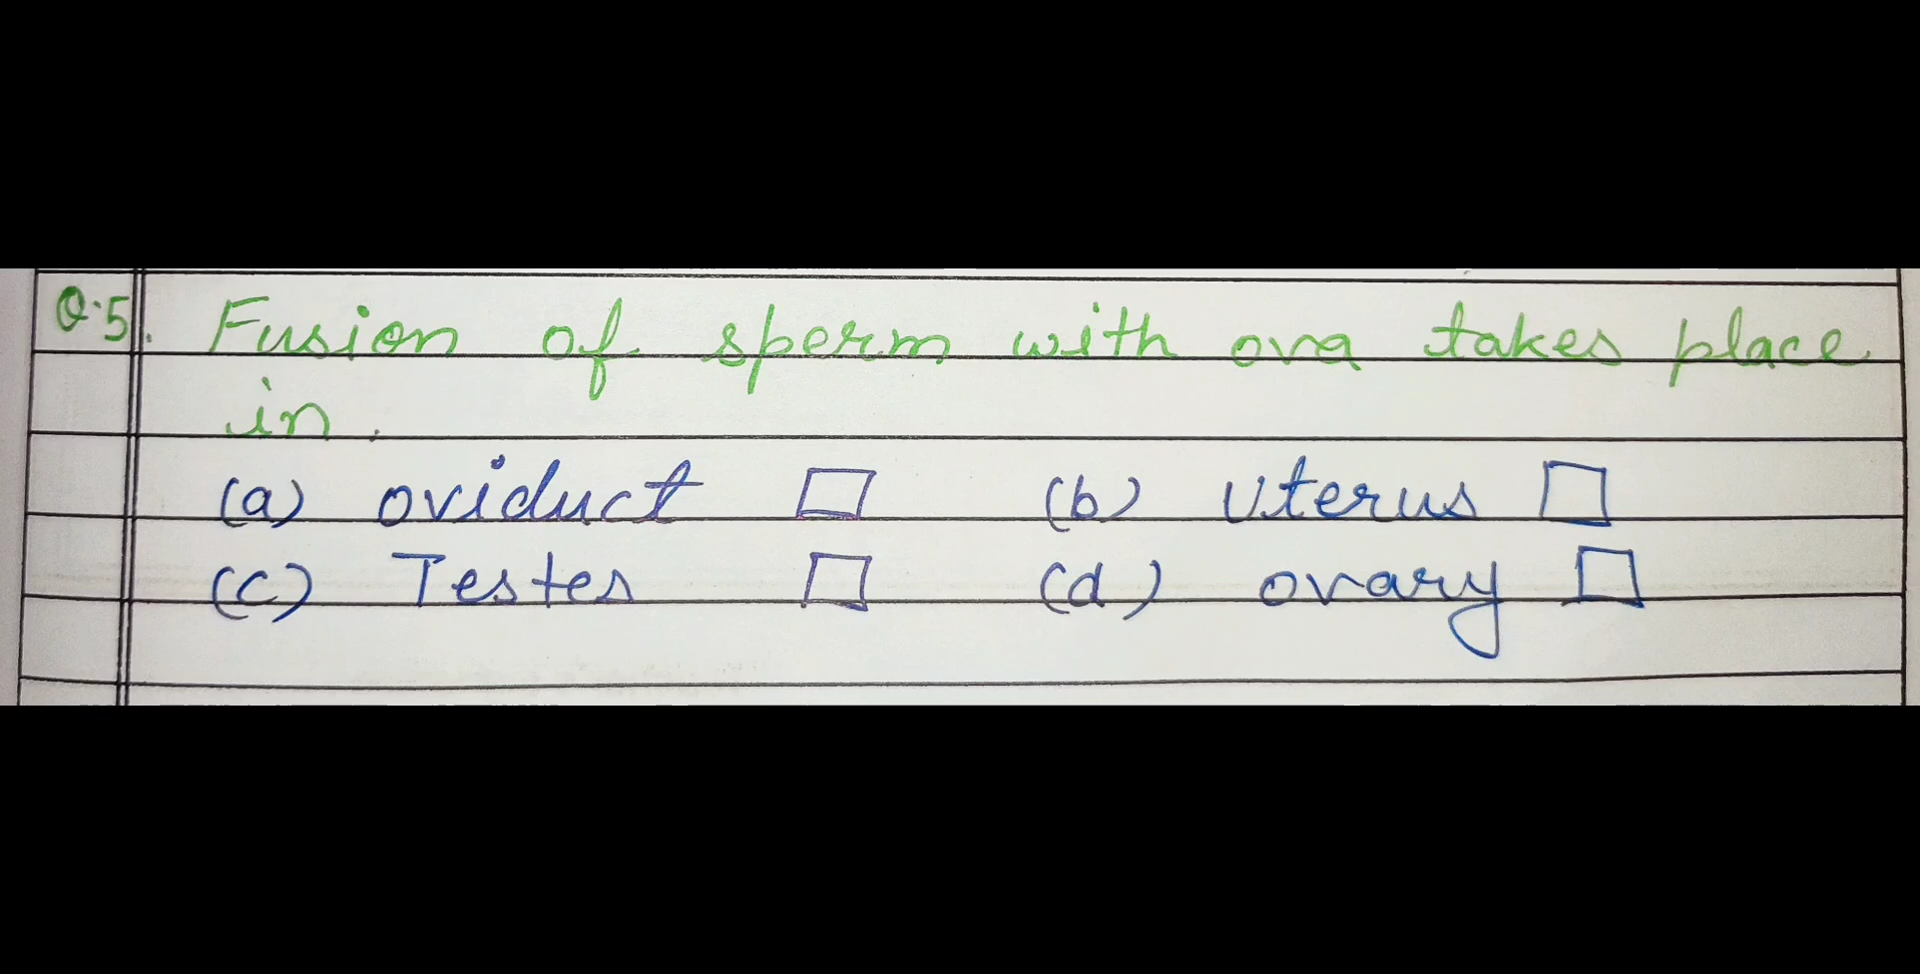 Q.5. Fusion of sperm with ova takes place
in.
(a) oviduct (b) Uterus
(c) Testes (d) ovary